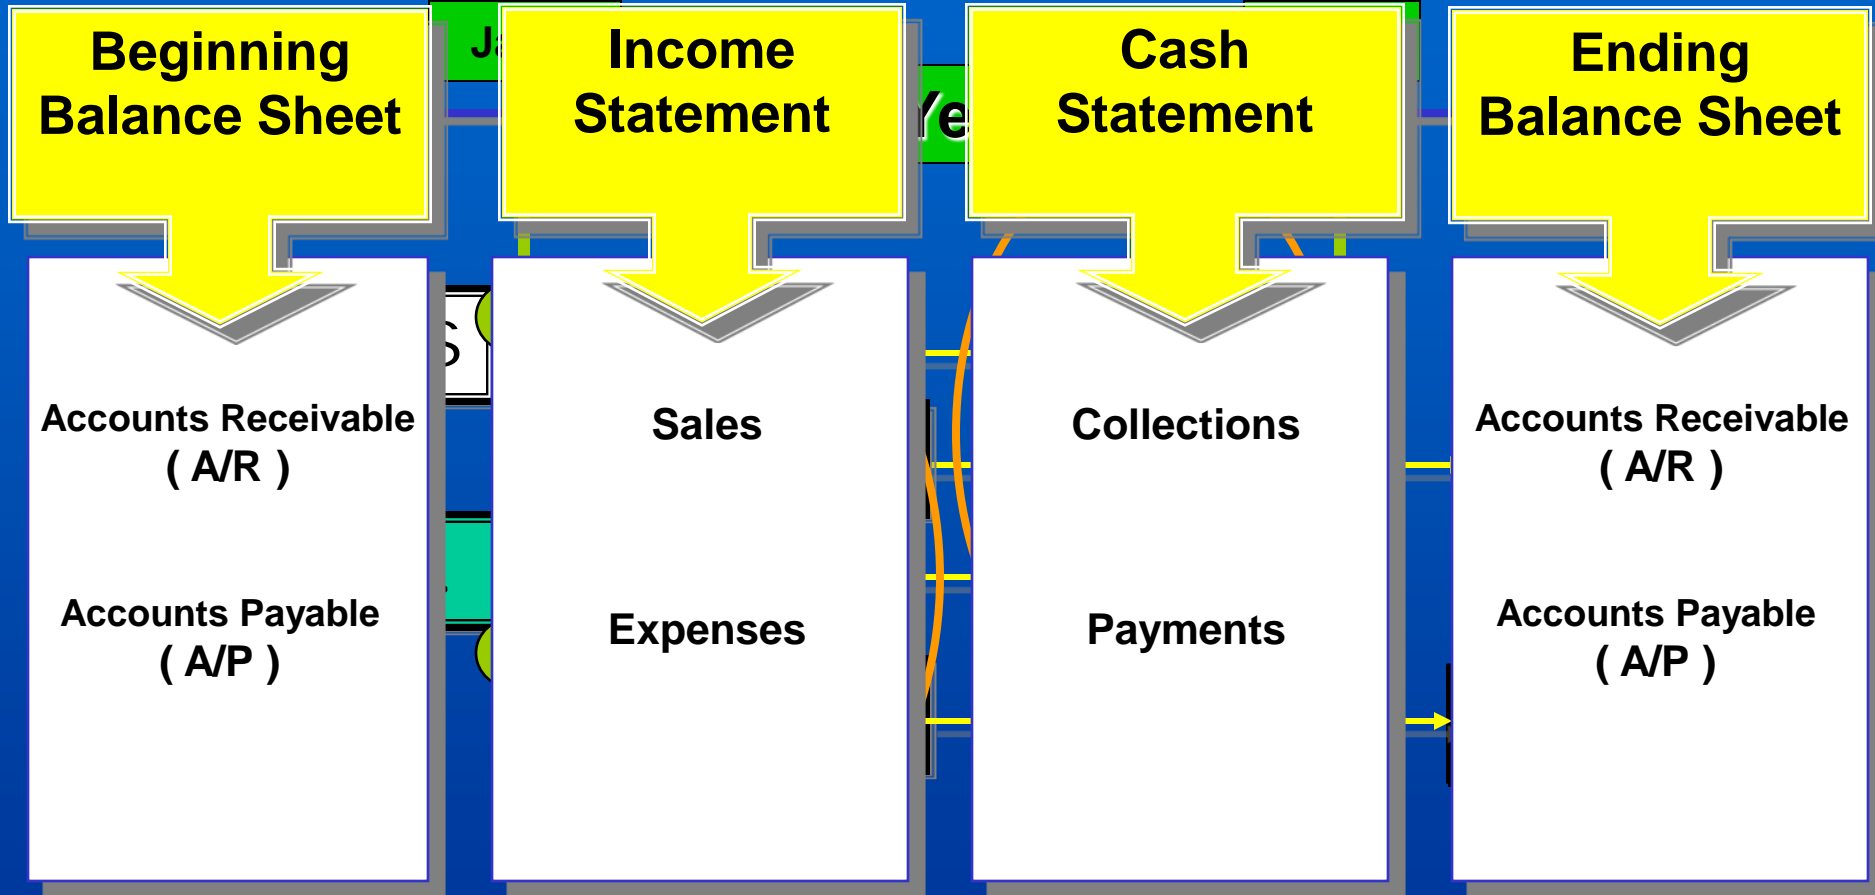 Beginning
Balance Sheet
Income
Statement
Cash
Statement
Ending
Balance Sheet
Accounts Receivable
( A/R )
Sales
Collections
Accounts Receivable
( A/R )
Accounts Payable
( A/P )
Expenses
Payments
Accounts Payable
( A/P )